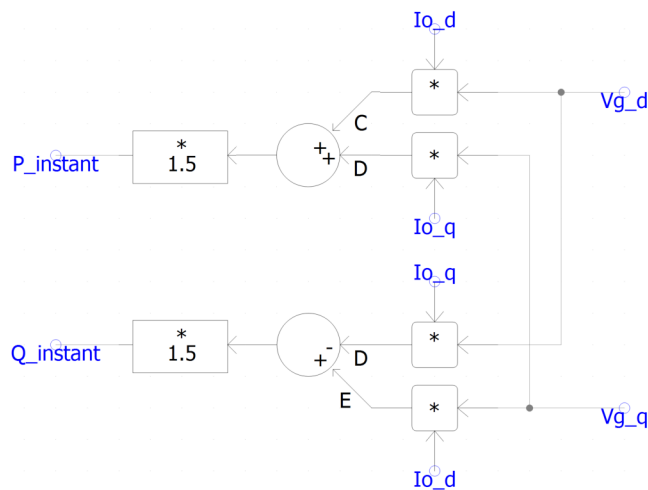 Io_d
*
Vg_d
C
*
1.5
+
+
D
*
P_instant
Io_q
Io_q
*
1.5
-
+
D
*
Q_instant
E
*
Vg_q
Io_d